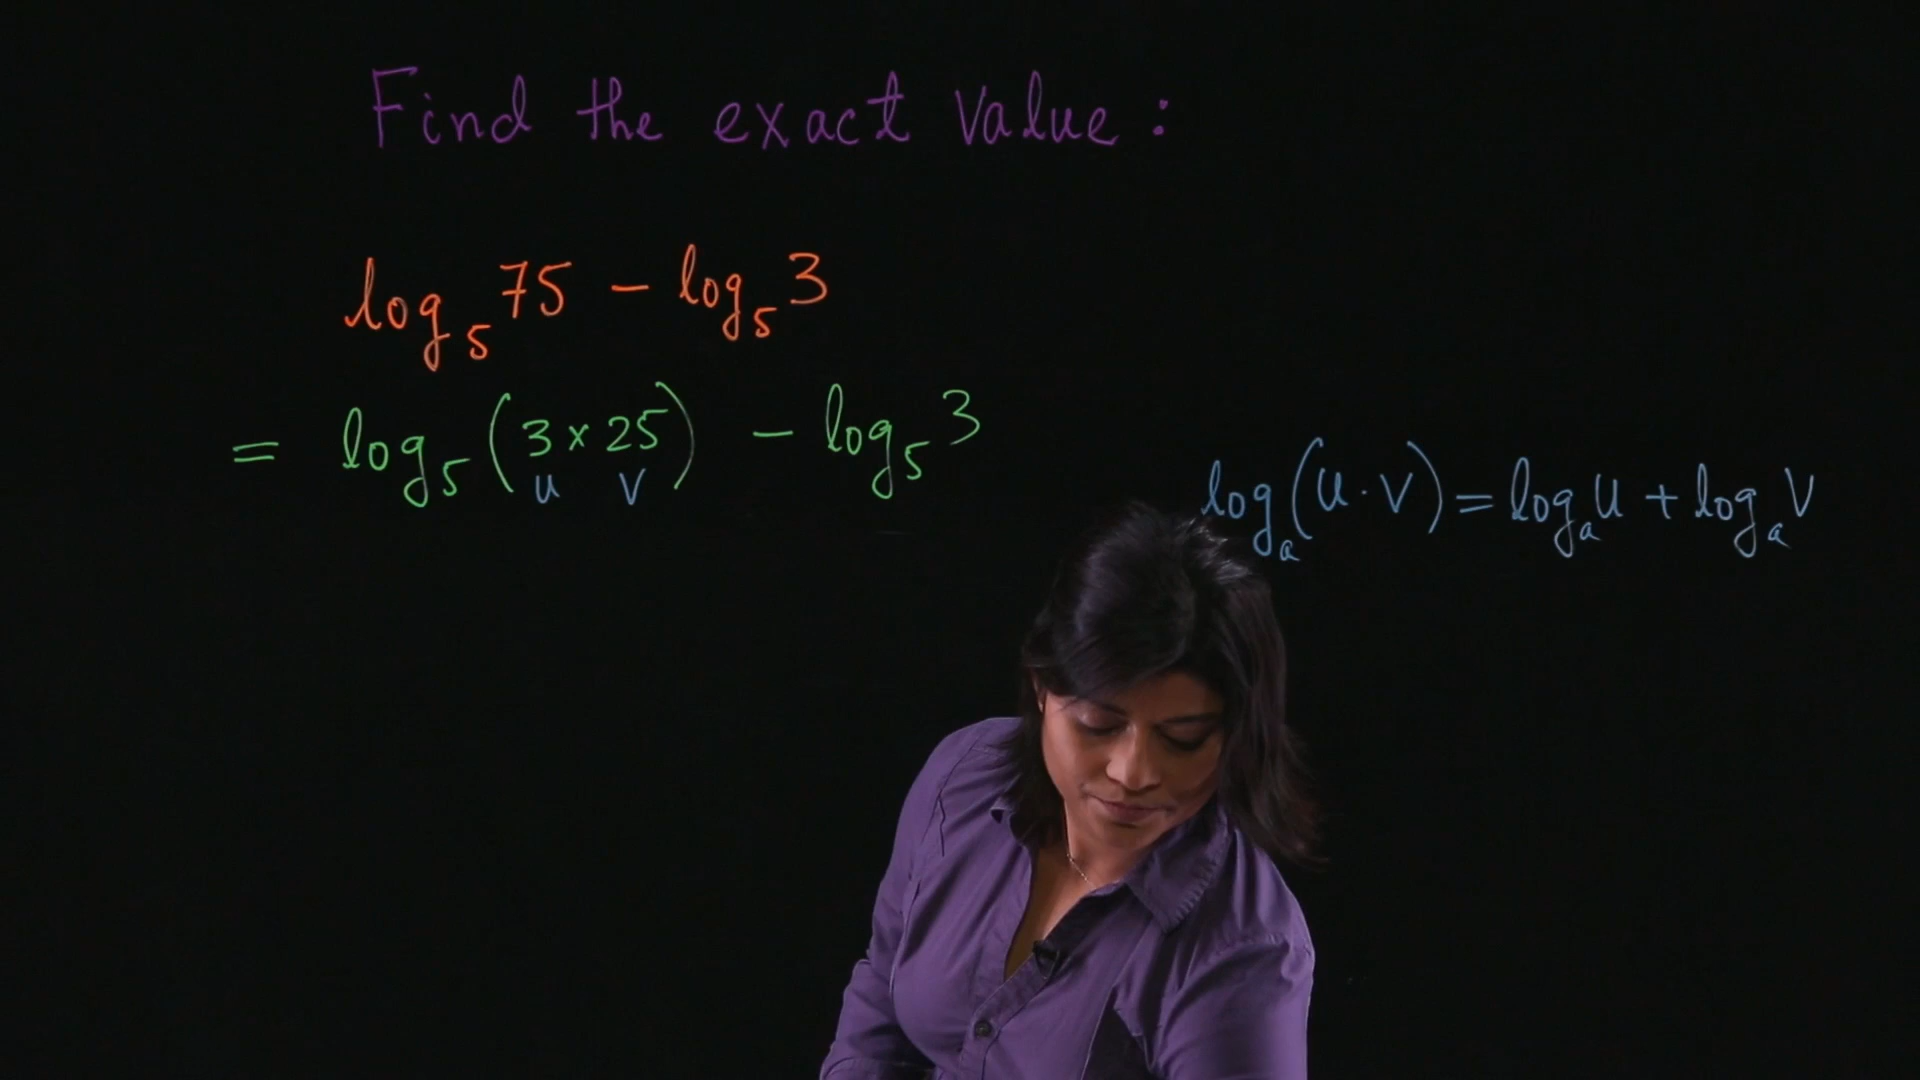 Find the exact value :
log₅ 75 − log₅ 3
= log₅ (3 × 25) − log₅ 3
u v
logₐ (u · v) = logₐ u + logₐ v